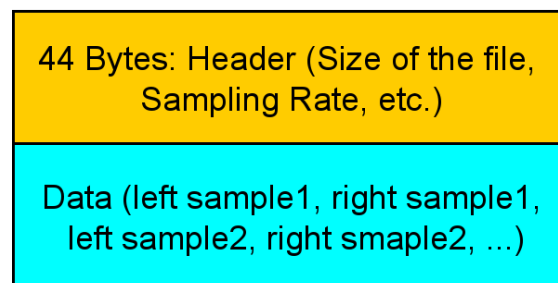 44 Bytes: Header (Size of the file,
Sampling Rate, etc.)
Data (left sample1, right sample1,
left sample2, right smaple2, ...)